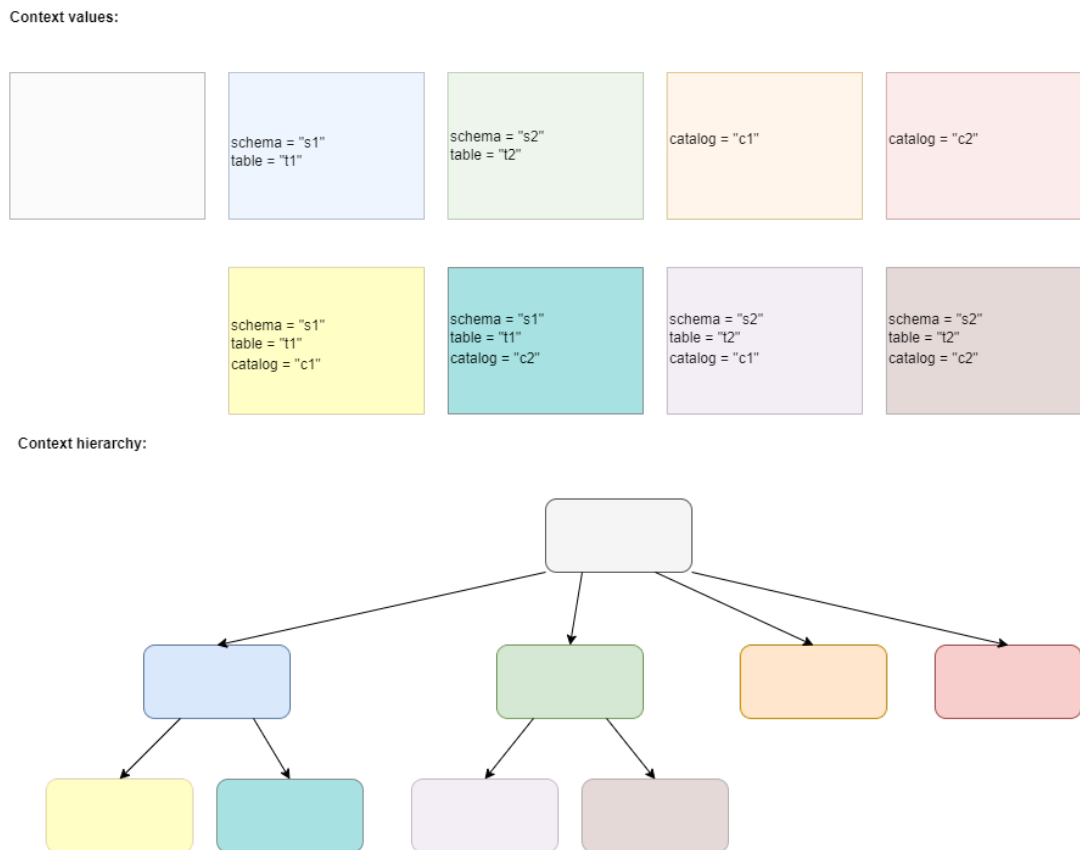 Context values:
schema = "s1"
table = "t1"
schema = "s2"
table = "t2"
catalog = "c1"
catalog = "c2"
schema = "s1"
table = "t1"
catalog = "c1"
schema = "s1"
table = "t1"
catalog = "c2"
schema = "s2"
table = "t2"
catalog = "c1"
schema = "s2"
table = "t2"
catalog = "c2"
Context hierarchy: